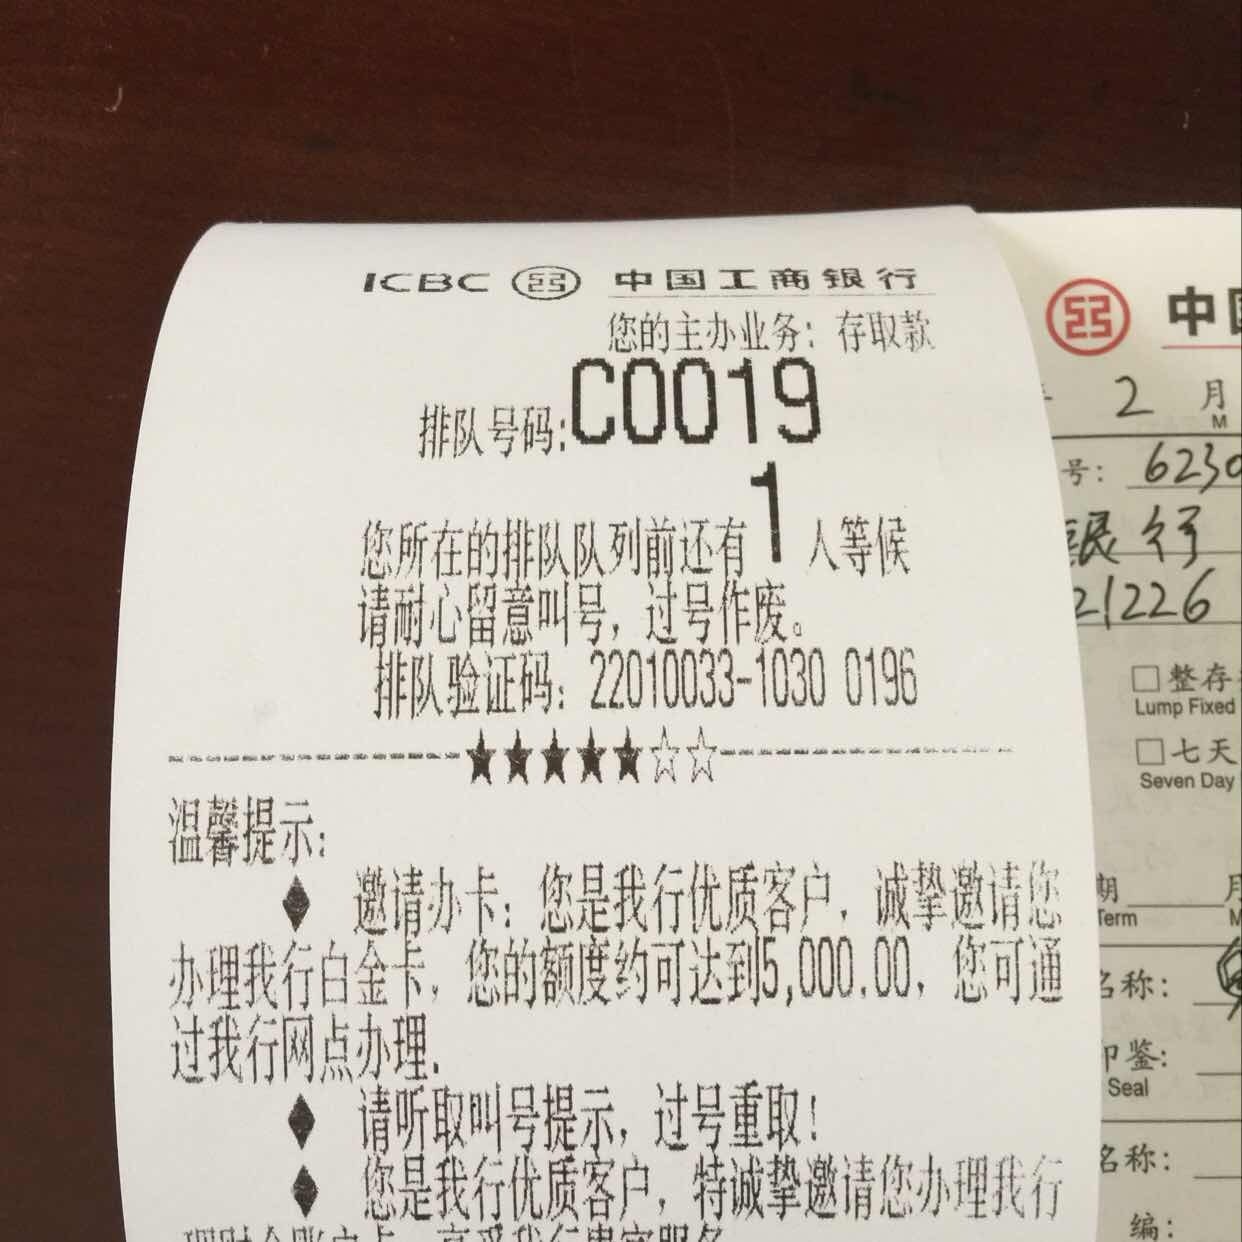 ICBC 中国工商银行
您的主办业务：存取款
排队号码:C0019
您所在的排队队列前还有1人等候
请耐心留意叫号，过号作废。
排队验证码：22010033-1030 0196
★★★★★☆☆
温馨提示:
♦ 邀请办卡：您是我行优质客户，诚挚邀请您
办理我行白金卡，您的额度约可达到5,000.00，您可通
过我行网点办理.
♦ 请听取叫号提示，过号重取！
♦ 您是我行优质客户，特诚挚邀请您办理我行
中国
2 月
M
号: 6230
银行
21226
□整存
Lump Fixed
□七天
Seven Day
期 月
Term M
名称:
印鉴:
Seal
名称:
编: